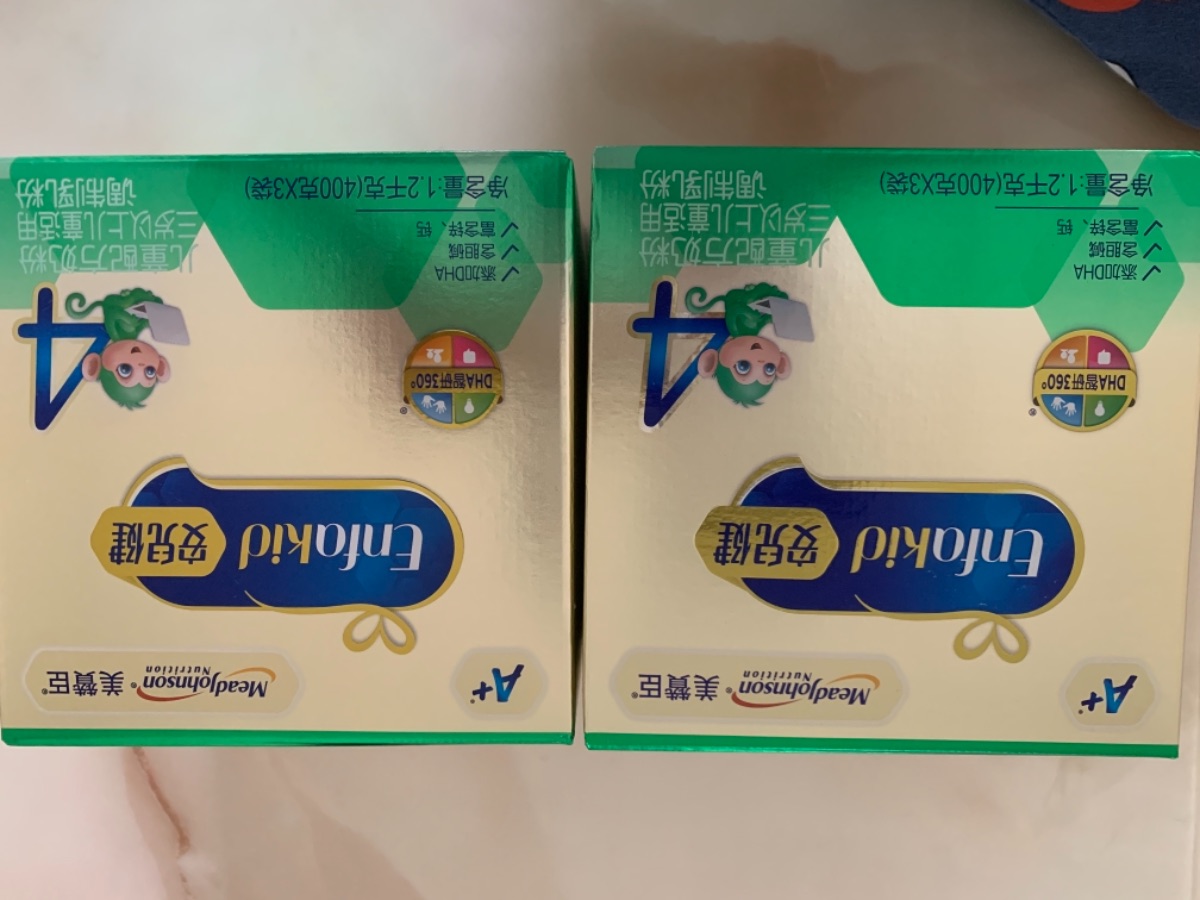 A+
MeadJohnson®
Nutrition
美贊臣®
Enfakid
安兒健
DHA智研360°
®
4
✓添加DHA
✓含胆碱
✓富含锌、钙
净含量:1.2千克(400克X3袋)
儿童配方奶粉
三岁以上儿童适用
调制乳粉
A+
MeadJohnson®
Nutrition
美贊臣®
Enfakid
安兒健
DHA智研360°
®
4
✓添加DHA
✓含胆碱
✓富含锌、钙
净含量:1.2千克(400克X3袋)
儿童配方奶粉
三岁以上儿童适用
调制乳粉